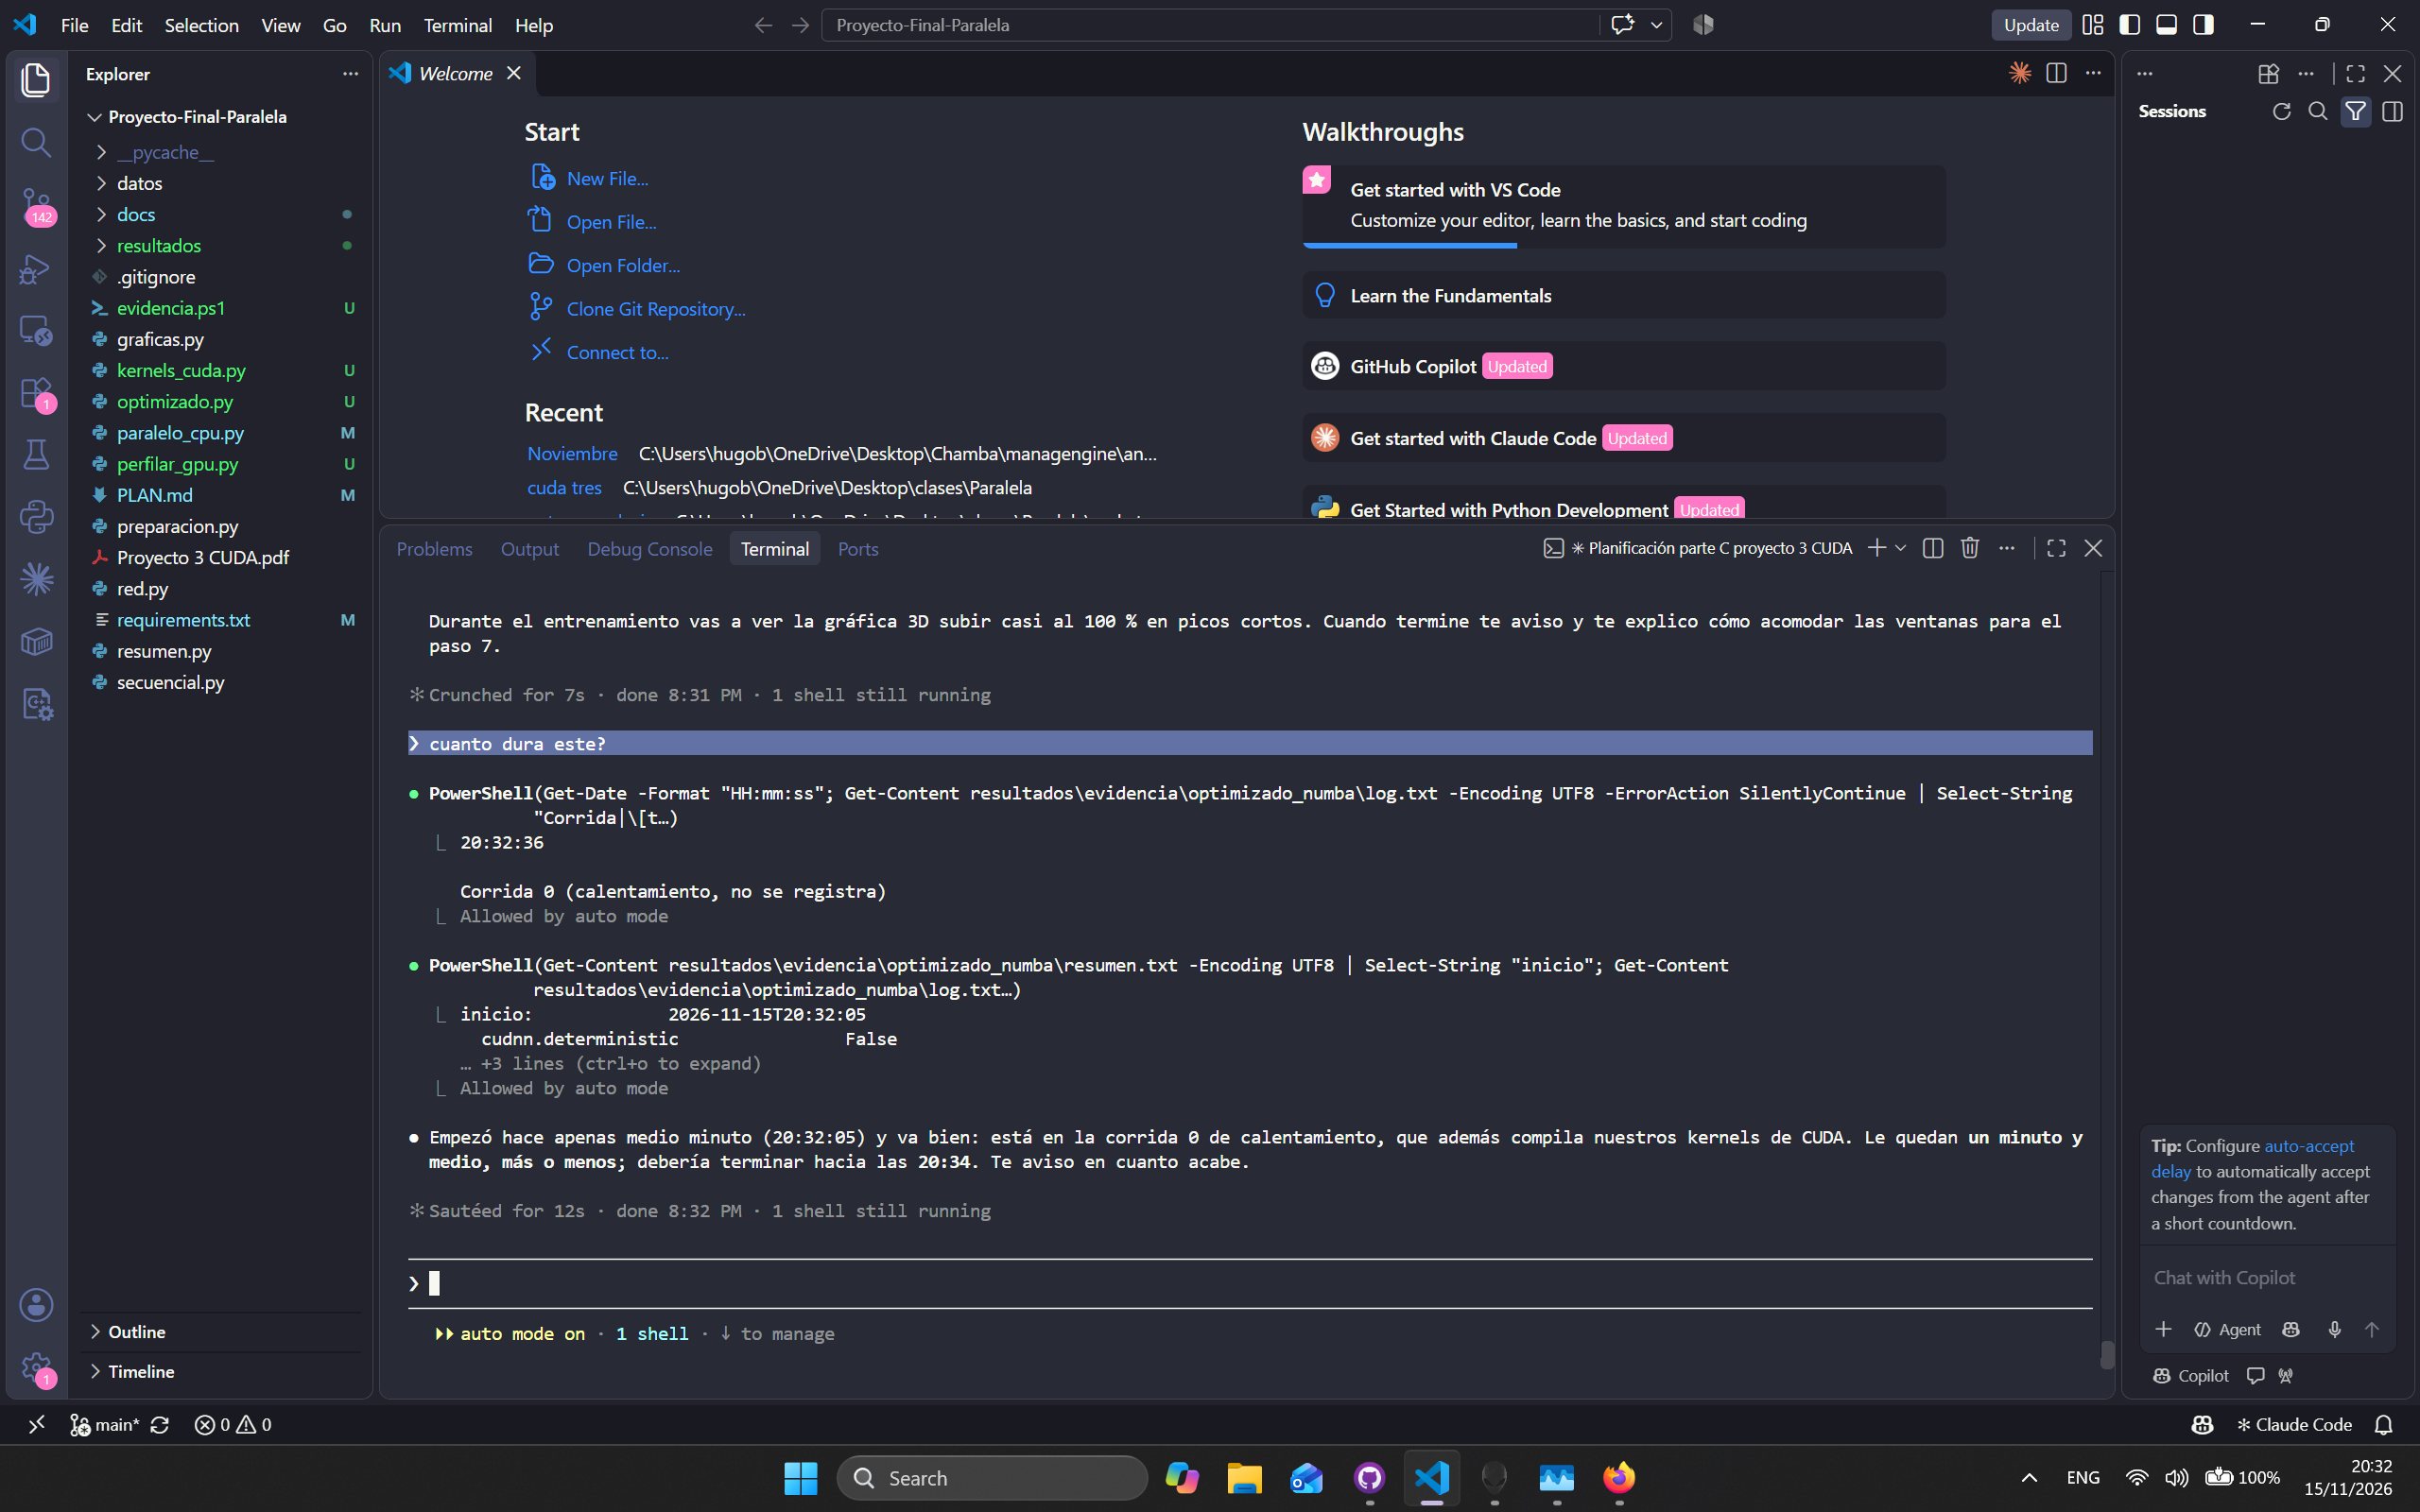 File Edit Selection View Go Run Terminal Help
Proyecto-Final-Paralela
Update
Explorer
Proyecto-Final-Paralela
__pycache__
datos
docs
resultados
.gitignore
evidencia.ps1 U
graficas.py
kernels_cuda.py U
optimizado.py U
paralelo_cpu.py M
perfilar_gpu.py U
PLAN.md M
preparacion.py
Proyecto 3 CUDA.pdf
red.py
requirements.txt M
resumen.py
secuencial.py
Outline
Timeline
142
1
1
Welcome
Start
New File...
Open File...
Open Folder...
Clone Git Repository...
Connect to...
Recent
Noviembre C:\Users\hugob\OneDrive\Desktop\Chamba\managengine\an...
cuda tres C:\Users\hugob\OneDrive\Desktop\clases\Paralela
Walkthroughs
Get started with VS Code
Customize your editor, learn the basics, and start coding
Learn the Fundamentals
GitHub Copilot Updated
Get started with Claude Code Updated
Get Started with Python Development Updated
Problems Output Debug Console Terminal Ports
✳ Planificación parte C proyecto 3 CUDA
Durante el entrenamiento vas a ver la gráfica 3D subir casi al 100 % en picos cortos. Cuando termine te aviso y te explico cómo acomodar las ventanas para el
paso 7.
✻ Crunched for 7s · done 8:31 PM · 1 shell still running
❯ cuanto dura este?
● PowerShell(Get-Date -Format "HH:mm:ss"; Get-Content resultados\evidencia\optimizado_numba\log.txt -Encoding UTF8 -ErrorAction SilentlyContinue | Select-String
"Corrida|\[t…)
⎿ 20:32:36
Corrida 0 (calentamiento, no se registra)
⎿ Allowed by auto mode
● PowerShell(Get-Content resultados\evidencia\optimizado_numba\resumen.txt -Encoding UTF8 | Select-String "inicio"; Get-Content
resultados\evidencia\optimizado_numba\log.txt…)
⎿ inicio: 2026-11-15T20:32:05
cudnn.deterministic False
… +3 lines (ctrl+o to expand)
⎿ Allowed by auto mode
● Empezó hace apenas medio minuto (20:32:05) y va bien: está en la corrida 0 de calentamiento, que además compila nuestros kernels de CUDA. Le quedan un minuto y
medio, más o menos; debería terminar hacia las 20:34. Te aviso en cuanto acabe.
✻ Sautéed for 12s · done 8:32 PM · 1 shell still running
❯
⏵⏵ auto mode on · 1 shell · ↓ to manage
Sessions
Tip: Configure auto-accept
delay to automatically accept
changes from the agent after
a short countdown.
Chat with Copilot
Agent
Copilot
main* 0 0
Claude Code
Search
ENG 100%
20:32
15/11/2026